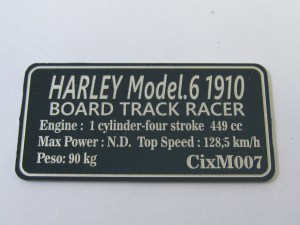 HARLEY Model.6 1910
BOARD TRACK RACER
Engine : 1 cylinder-four stroke 449 cc
Max Power : N.D. Top Speed : 128,5 km/h
Peso: 90 kg CixM007